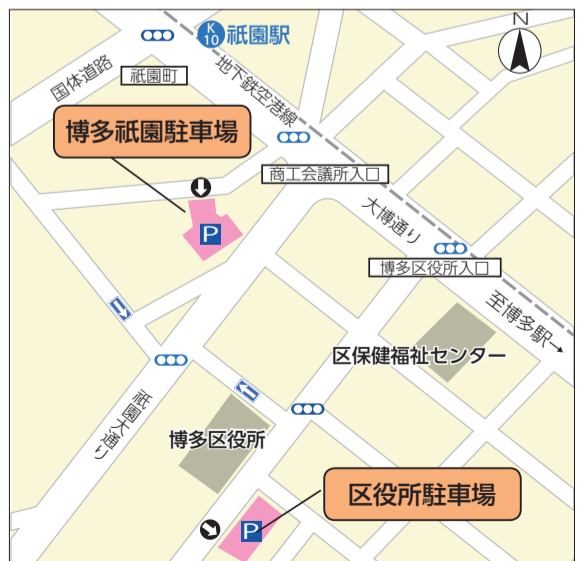 N
K
10
祇園駅
国体道路
祇園町
地下鉄空港線
博多祇園駐車場
商工会議所入口
大博通り
P
博多区役所入口
至博多駅→
区保健福祉センター
祇園大通り
博多区役所
区役所駐車場
P